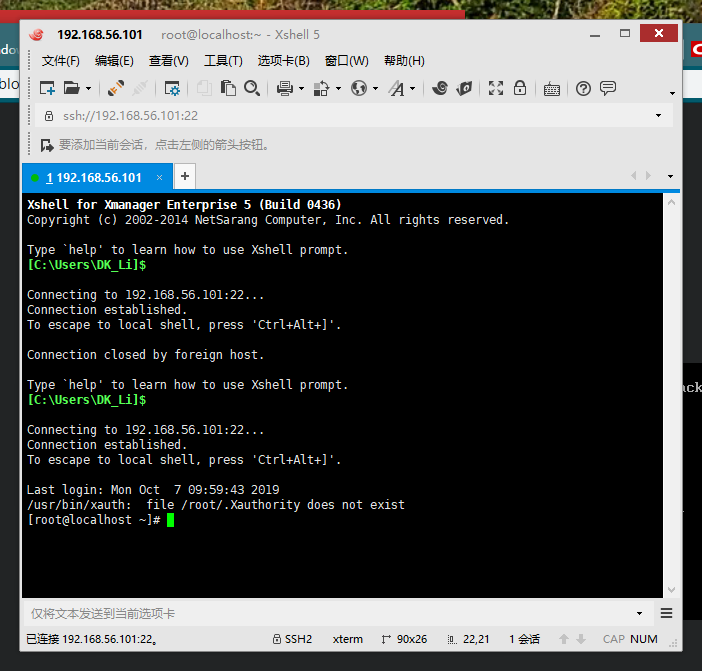 192.168.56.101 root@localhost:~ - Xshell 5
文件(F) 编辑(E) 查看(V) 工具(T) 选项卡(B) 窗口(W) 帮助(H)
ssh://192.168.56.101:22
要添加当前会话，点击左侧的箭头按钮。
1 192.168.56.101 × +
Xshell for Xmanager Enterprise 5 (Build 0436)
Copyright (c) 2002-2014 NetSarang Computer, Inc. All rights reserved.
Type `help' to learn how to use Xshell prompt.
[C:\Users\DK_Li]$
Connecting to 192.168.56.101:22...
Connection established.
To escape to local shell, press 'Ctrl+Alt+]'.
Connection closed by foreign host.
Type `help' to learn how to use Xshell prompt.
[C:\Users\DK_Li]$
Connecting to 192.168.56.101:22...
Connection established.
To escape to local shell, press 'Ctrl+Alt+]'.
Last login: Mon Oct  7 09:59:43 2019
/usr/bin/xauth:  file /root/.Xauthority does not exist
[root@localhost ~]#
仅将文本发送到当前选项卡
已连接 192.168.56.101:22。 SSH2 xterm 90x26 22,21 1 会话 CAP NUM